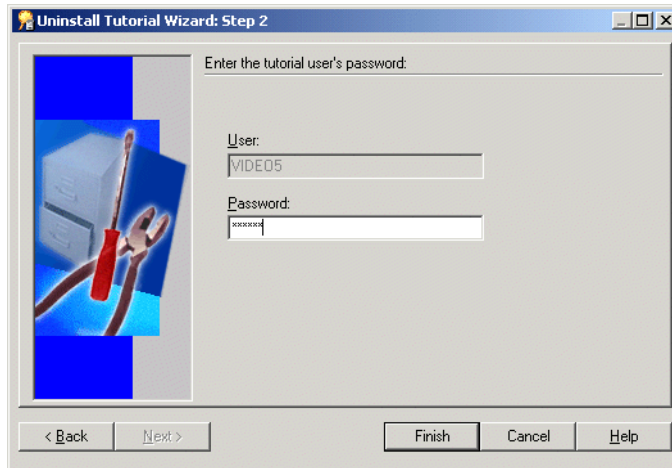 Uninstall Tutorial Wizard: Step 2
Enter the tutorial user's password:
User:
VIDEO5
Password:
******
< Back
Next >
Finish
Cancel
Help